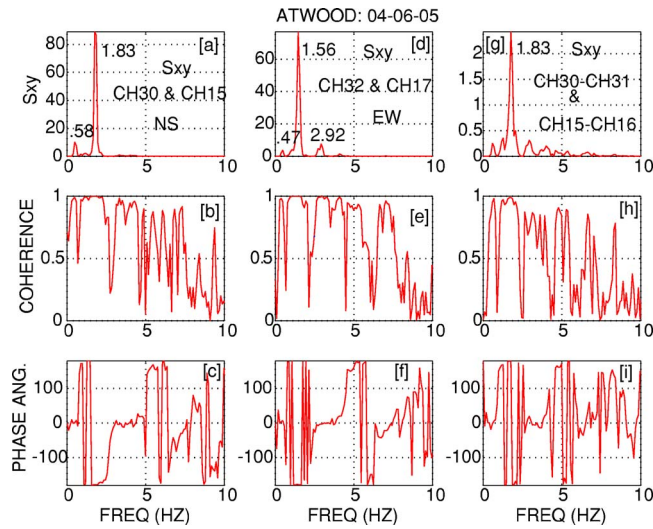 ATWOOD: 04-06-05
Sxy
80
60
40
20
0
0
5
10
[a]
1.83
.58
Sxy
CH30 & CH15
NS
60
40
20
0
0
5
10
[d]
1.56
.47
2.92
Sxy
CH32 & CH17
EW
2
1.5
1
0.5
0
0
5
10
[g]
1.83
Sxy
CH30-CH31
&
CH15-CH16
COHERENCE
1
0.5
0
0
5
10
[b]
1
0.5
0
0
5
10
[e]
1
0.5
0
0
5
10
[h]
PHASE ANG.
100
0
-100
0
5
10
[c]
FREQ (HZ)
100
0
-100
0
5
10
[f]
FREQ (HZ)
100
0
-100
0
5
10
[i]
FREQ (HZ)